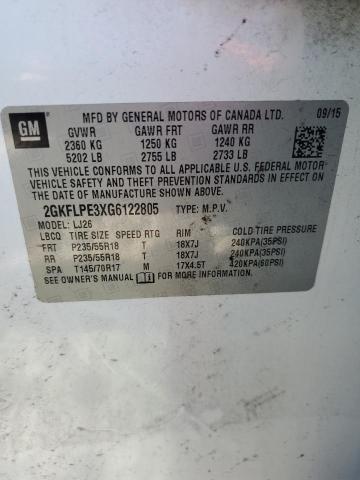 GM
MFD BY GENERAL MOTORS OF CANADA LTD. 09/15
GVWR GAWR FRT GAWR RR
2360 KG 1250 KG 1240 KG
5202 LB 2755 LB 2733 LB
THIS VEHICLE CONFORMS TO ALL APPLICABLE U.S. FEDERAL MOTOR
VEHICLE SAFETY, BUMPER, AND THEFT PREVENTION STANDARDS IN
EFFECT ON THE DATE OF MANUFACTURE SHOWN ABOVE.
2GKFLPE3XG6122805 TYPE: M.P.V.
MODEL: LJ26
LBCQ TIRE SIZE SPEED RTG RIM COLD TIRE PRESSURE
FRT P235/55R18 T 18X7J 240KPA(35PSI)
RR P235/55R18 T 18X7J 240KPA(35PSI)
SPA T145/70R17 M 17X4.5T 420KPA(60PSI)
SEE OWNER'S MANUAL FOR MORE INFORMATION